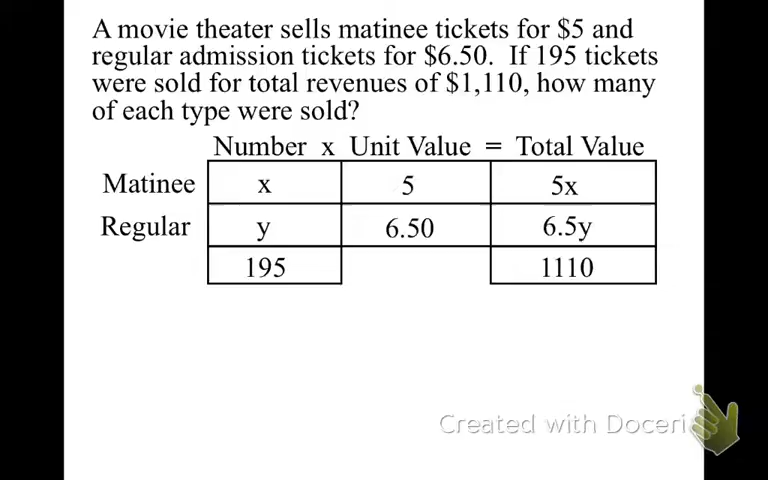 A movie theater sells matinee tickets for $5 and
regular admission tickets for $6.50.  If 195 tickets
were sold for total revenues of $1,110, how many
of each type were sold?
Number x Unit Value = Total Value
Matinee x 5 5x
Regular y 6.50 6.5y
195 1110
Created with Doceri